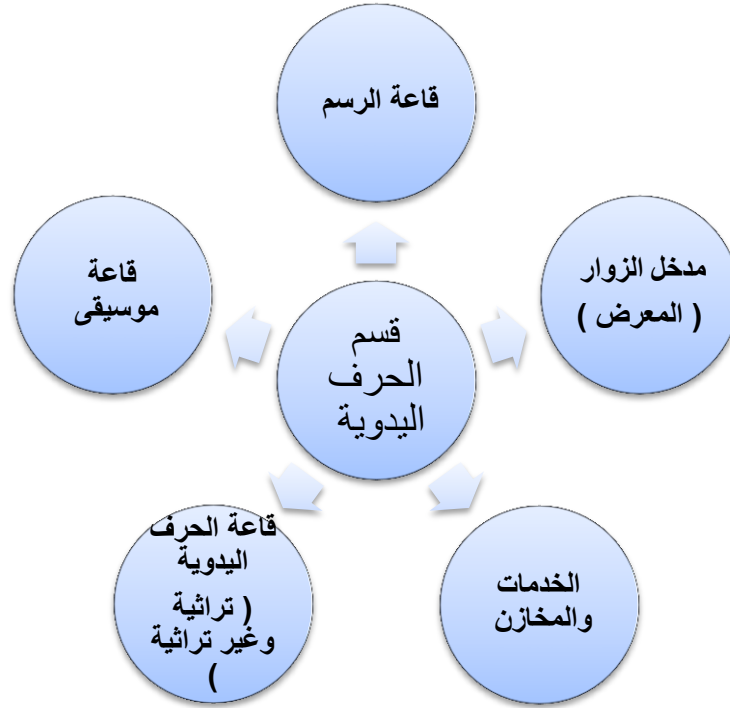 قاعة الرسم
مدخل الزوار
( المعرض )
قاعة
موسيقى
قسم
الحرف
اليدوية
قاعة الحرف
اليدوية
( تراثية
وغير تراثية
)
الخدمات
والمخازن